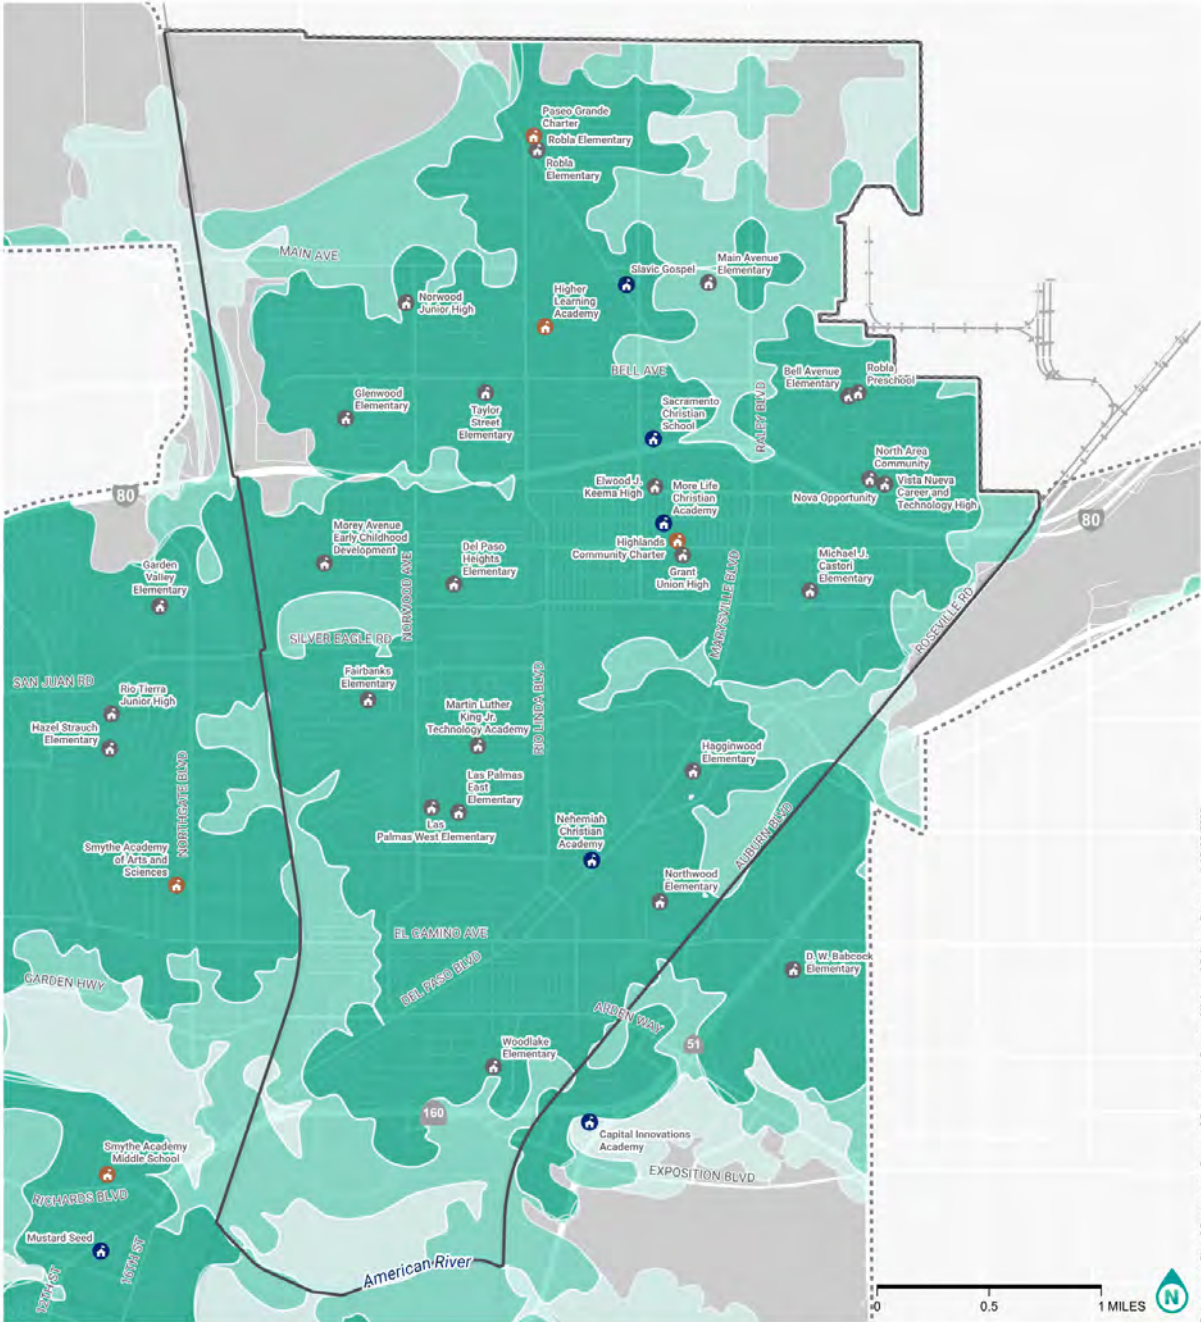 Paseo Grande
Charter
Robla Elementary
Robla
Elementary
MAIN AVE
Slavic Gospel
Main Avenue
Elementary
Norwood
Junior High
Higher
Learning
Academy
BELL AVE
Bell Avenue
Elementary
Robla
Preschool
Glenwood
Elementary
Taylor
Street
Elementary
Sacramento
Christian
School
RALEY BLVD
North Area
Community
Elwood J.
Keema High
More Life
Christian
Academy
Nova Opportunity
Vista Nueva
Career and
Technology High
80
80
Morey Avenue
Early Childhood
Development
Highlands
Community Charter
Grant
Union High
Del Paso
Heights
Elementary
Michael J.
Castori
Elementary
Garden
Valley
Elementary
NORWOOD AVE
MARYSVILLE BLVD
ROSEVILLE RD
SILVER EAGLE RD
SAN JUAN RD
Fairbanks
Elementary
Rio Tierra
Junior High
Hazel Strauch
Elementary
Martin Luther
King Jr.
Technology Academy
RIO LINDA BLVD
Hagginwood
Elementary
NORTHGATE BLVD
Las Palmas
East
Elementary
Las
Palmas West Elementary
Nehemiah
Christian
Academy
AUBURN BLVD
Smythe Academy
of Arts and
Sciences
Northwood
Elementary
EL CAMINO AVE
D. W. Babcock
Elementary
GARDEN HWY
DEL PASO BLVD
ARDEN WAY
51
Woodlake
Elementary
160
Capital Innovations
Academy
Smythe Academy
Middle School
EXPOSITION BLVD
RICHARDS BLVD
Mustard Seed
16TH ST
12TH ST
American River
0 0.5 1 MILES
N